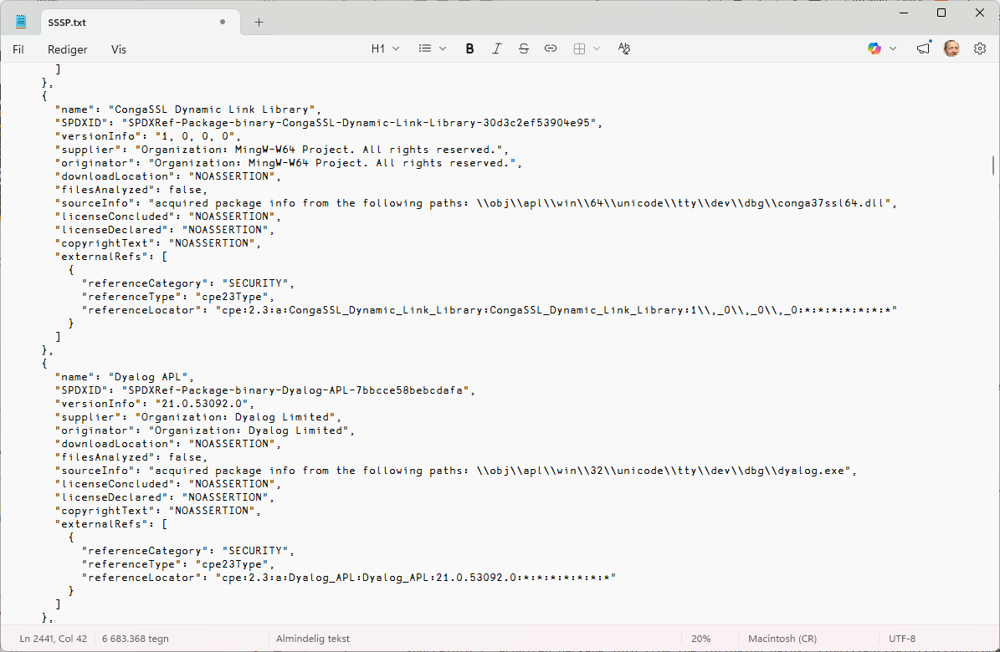 SSSP.txt
Fil Rediger Vis H1 B I S
]
},
{
"name": "CongaSSL Dynamic Link Library",
"SPDXID": "SPDXRef-Package-binary-CongaSSL-Dynamic-Link-Library-30d3c2ef53904e95",
"versionInfo": "1, 0, 0, 0",
"supplier": "Organization: MingW-W64 Project. All rights reserved.",
"originator": "Organization: MingW-W64 Project. All rights reserved.",
"downloadLocation": "NOASSERTION",
"filesAnalyzed": false,
"sourceInfo": "acquired package info from the following paths: \\obj\\apl\\win\\64\\unicode\\tty\\dev\\dbg\\conga37ssl64.dll",
"licenseConcluded": "NOASSERTION",
"licenseDeclared": "NOASSERTION",
"copyrightText": "NOASSERTION",
"externalRefs": [
{
"referenceCategory": "SECURITY",
"referenceType": "cpe23Type",
"referenceLocator": "cpe:2.3:a:CongaSSL_Dynamic_Link_Library:CongaSSL_Dynamic_Link_Library:1\\,_0\\,_0\\,_0:*:*:*:*:*:*:*"
}
]
},
{
"name": "Dyalog APL",
"SPDXID": "SPDXRef-Package-binary-Dyalog-APL-7bbcce58bebcdafa",
"versionInfo": "21.0.53092.0",
"supplier": "Organization: Dyalog Limited",
"originator": "Organization: Dyalog Limited",
"downloadLocation": "NOASSERTION",
"filesAnalyzed": false,
"sourceInfo": "acquired package info from the following paths: \\obj\\apl\\win\\32\\unicode\\tty\\dev\\dbg\\dyalog.exe",
"licenseConcluded": "NOASSERTION",
"licenseDeclared": "NOASSERTION",
"copyrightText": "NOASSERTION",
"externalRefs": [
{
"referenceCategory": "SECURITY",
"referenceType": "cpe23Type",
"referenceLocator": "cpe:2.3:a:Dyalog_APL:Dyalog_APL:21.0.53092.0:*:*:*:*:*:*:*"
}
]
},
Ln 2441, Col 42 6 683.368 tegn Almindelig tekst 20% Macintosh (CR) UTF-8